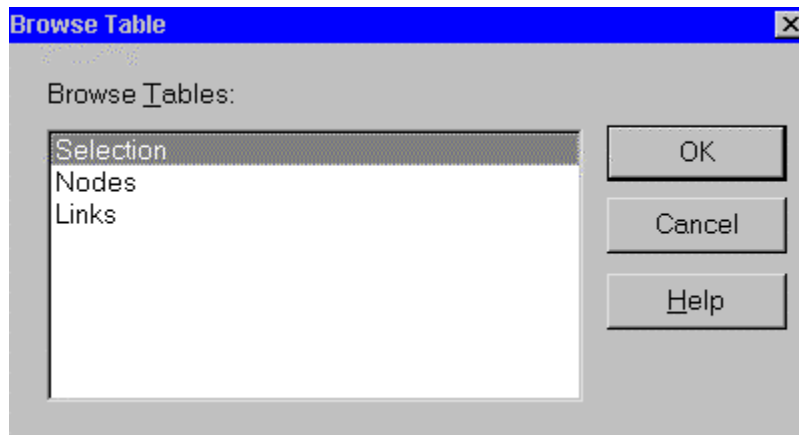 Browse Table
Browse Tables:
Selection
Nodes
Links
OK
Cancel
Help